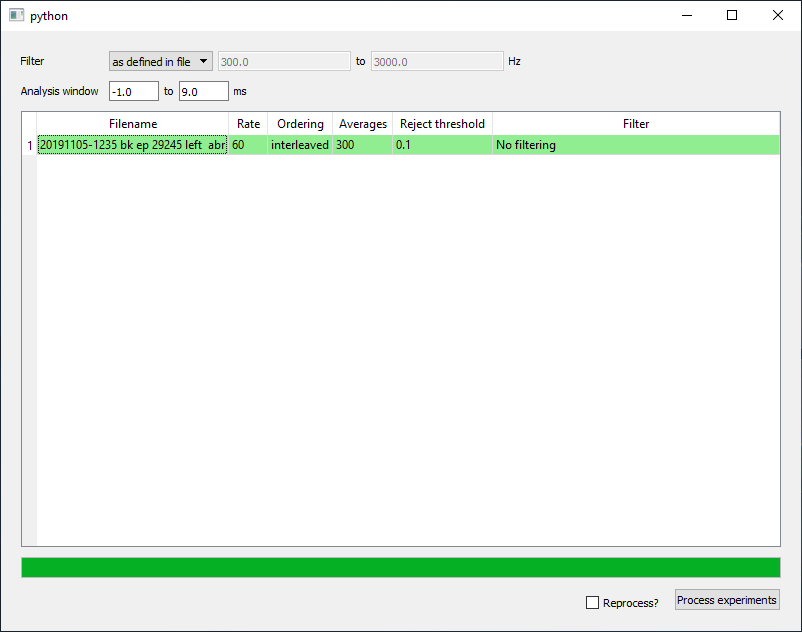 python
Filter as defined in file 300.0 to 3000.0 Hz
Analysis window -1.0 to 9.0 ms
Filename Rate Ordering Averages Reject threshold Filter
1 20191105-1235 bk ep 29245 left abr 60 interleaved 300 0.1 No filtering
Reprocess? Process experiments